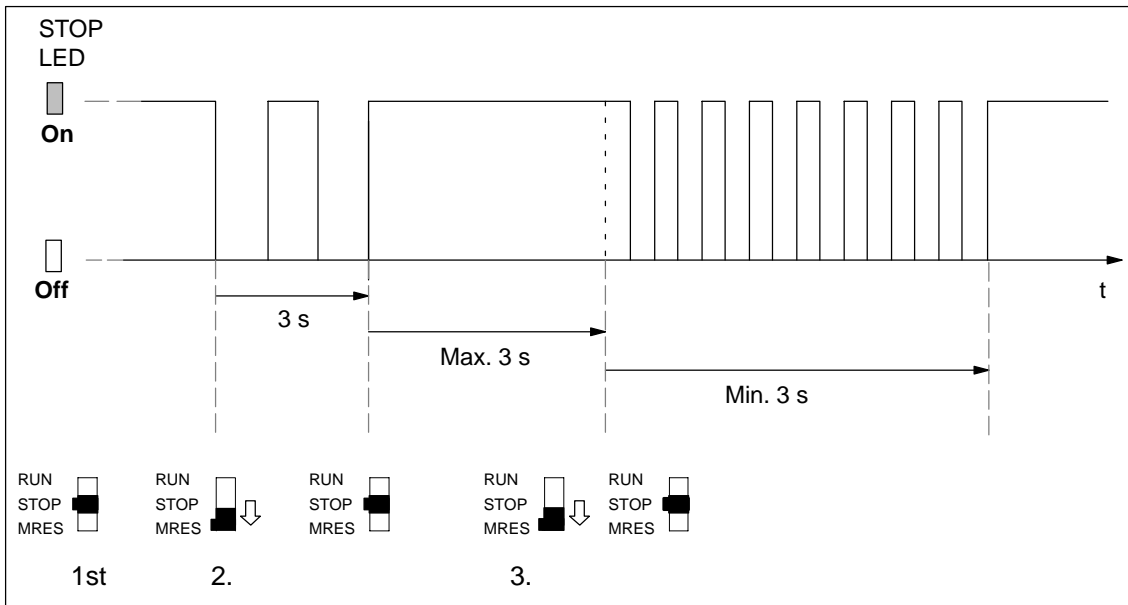 STOP
LED
On
Off
t
3 s
Max. 3 s
Min. 3 s
RUN
STOP
MRES
RUN
STOP
MRES
RUN
STOP
MRES
RUN
STOP
MRES
RUN
STOP
MRES
1st
2.
3.